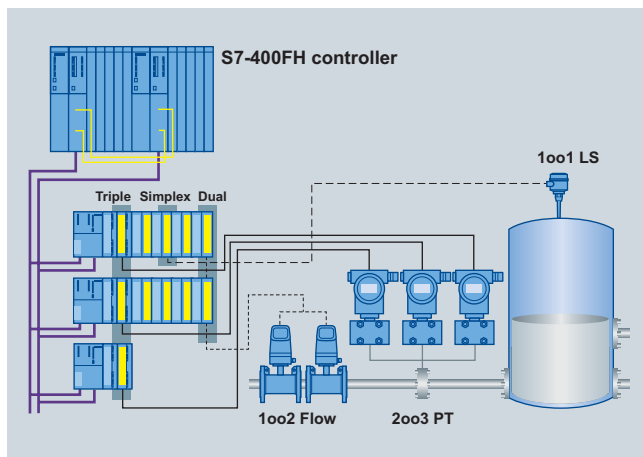 S7-400FH controller
1oo1 LS
Triple Simplex Dual
1oo2 Flow
2oo3 PT